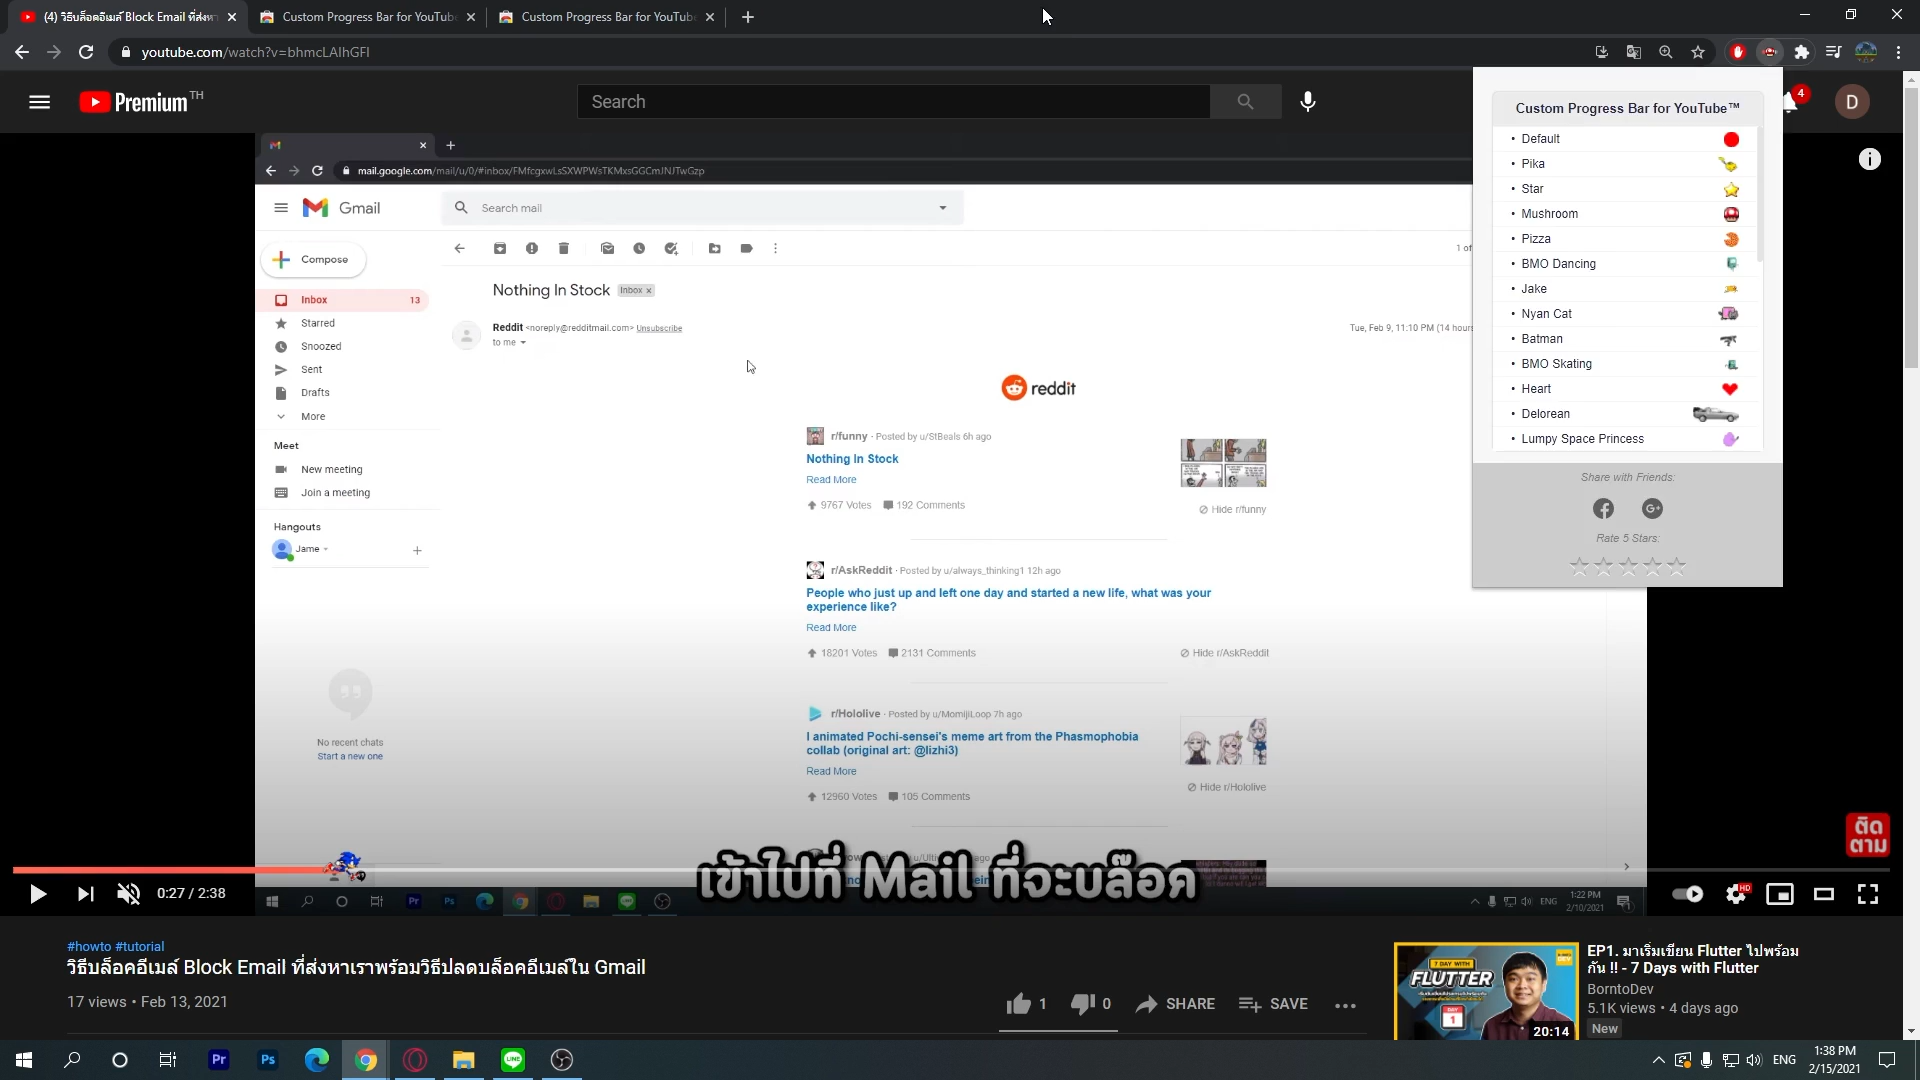 (4) วิธีบล็อคอีเมล์ Block Email ที่ส่งหา
Custom Progress Bar for YouTube
Custom Progress Bar for YouTube
youtube.com/watch?v=bhmcLAlhGFI
Premium TH
Search
4
D
Custom Progress Bar for YouTube™
Default
Pika
Star
Mushroom
Pizza
BMO Dancing
Jake
Nyan Cat
Batman
BMO Skating
Heart
Delorean
Lumpy Space Princess
Share with Friends:
Rate 5 Stars:
mail.google.com/mail/u/0/#inbox/FMfcgxwLsSXWPWsTKMxsGGCmJNJTwGzp
Gmail
Search mail
Compose
1 of
Nothing In Stock Inbox x
Inbox 13
Starred
Snoozed
Sent
Drafts
More
Reddit <noreply@redditmail.com> Unsubscribe
Tue, Feb 9, 11:10 PM (14 hours
to me
Meet
New meeting
Join a meeting
Hangouts
Jame
No recent chats
Start a new one
reddit
r/funny · Posted by u/StBeals 6h ago
Nothing In Stock
Read More
9767 Votes 192 Comments
Hide r/funny
r/AskReddit · Posted by u/always_thinking1 12h ago
People who just up and left one day and started a new life, what was your
experience like?
Read More
18201 Votes 2131 Comments
Hide r/AskReddit
r/Hololive · Posted by u/MomijiLoop 7h ago
I animated Pochi-sensei's meme art from the Phasmophobia
collab (original art: @lizhi3)
Read More
12960 Votes 105 Comments
Hide r/Hololive
เข้าไปที่ Mail ที่จะบล๊อค
ติด
ตาม
0:27 / 2:38
HD
Pr
Ps
LINE
ENG
1:22 PM
2/10/2021
1
#howto #tutorial
วิธีบล็อคอีเมล์ Block Email ที่ส่งหาเราพร้อมวิธีปลดบล็อคอีเมล์ใน Gmail
17 views • Feb 13, 2021
1
0
SHARE
SAVE
7 DAY WITH
FLUTTER
DAY
1
20:14
EP1. มาเริ่มเขียน Flutter ไปพร้อม
กัน !! - 7 Days with Flutter
BorntoDev
5.1K views • 4 days ago
New
Pr
Ps
LINE
ENG
1:38 PM
2/15/2021